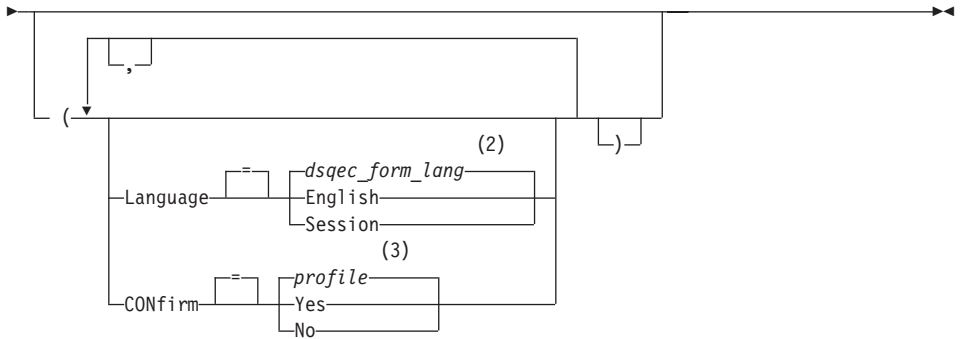 ,
(
)
(2)
= dsqec_form_lang
Language English
Session
(3)
= profile
CONfirm Yes
No